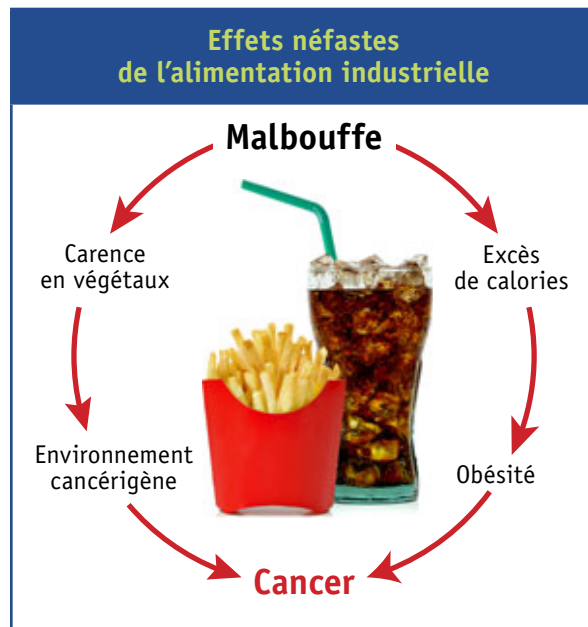 Effets néfastes
de l'alimentation industrielle
Malbouffe
Carence
en végétaux
Excès
de calories
Environnement
cancérigène
Obésité
Cancer